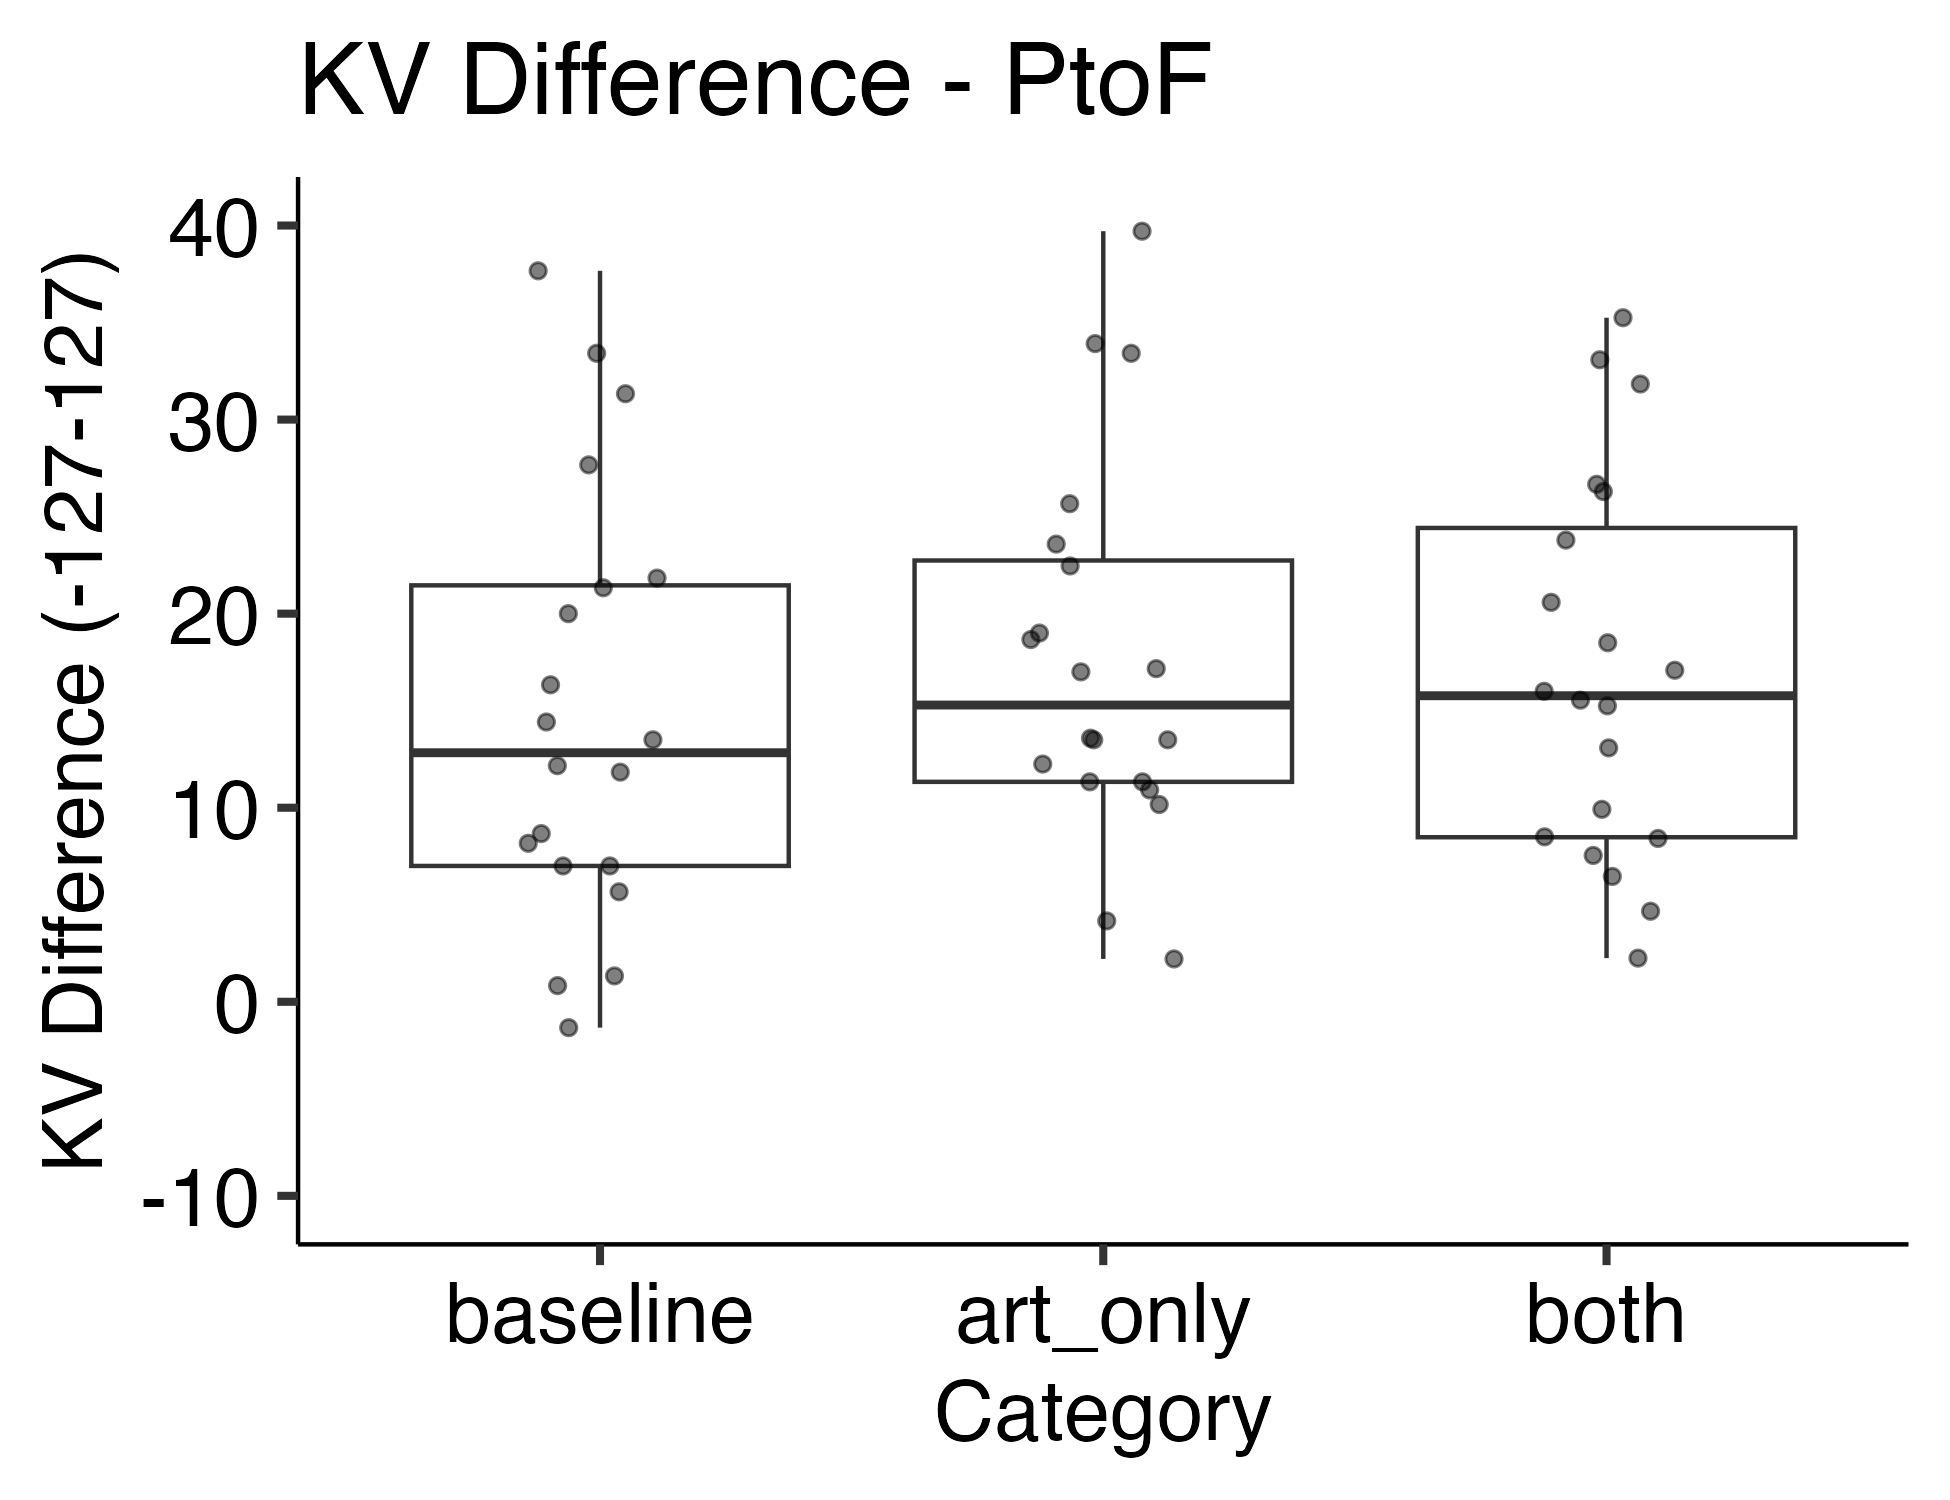 KV Difference - PtoF
KV Difference (-127-127)
40
30
20
10
0
-10
baseline
art_only
both
Category